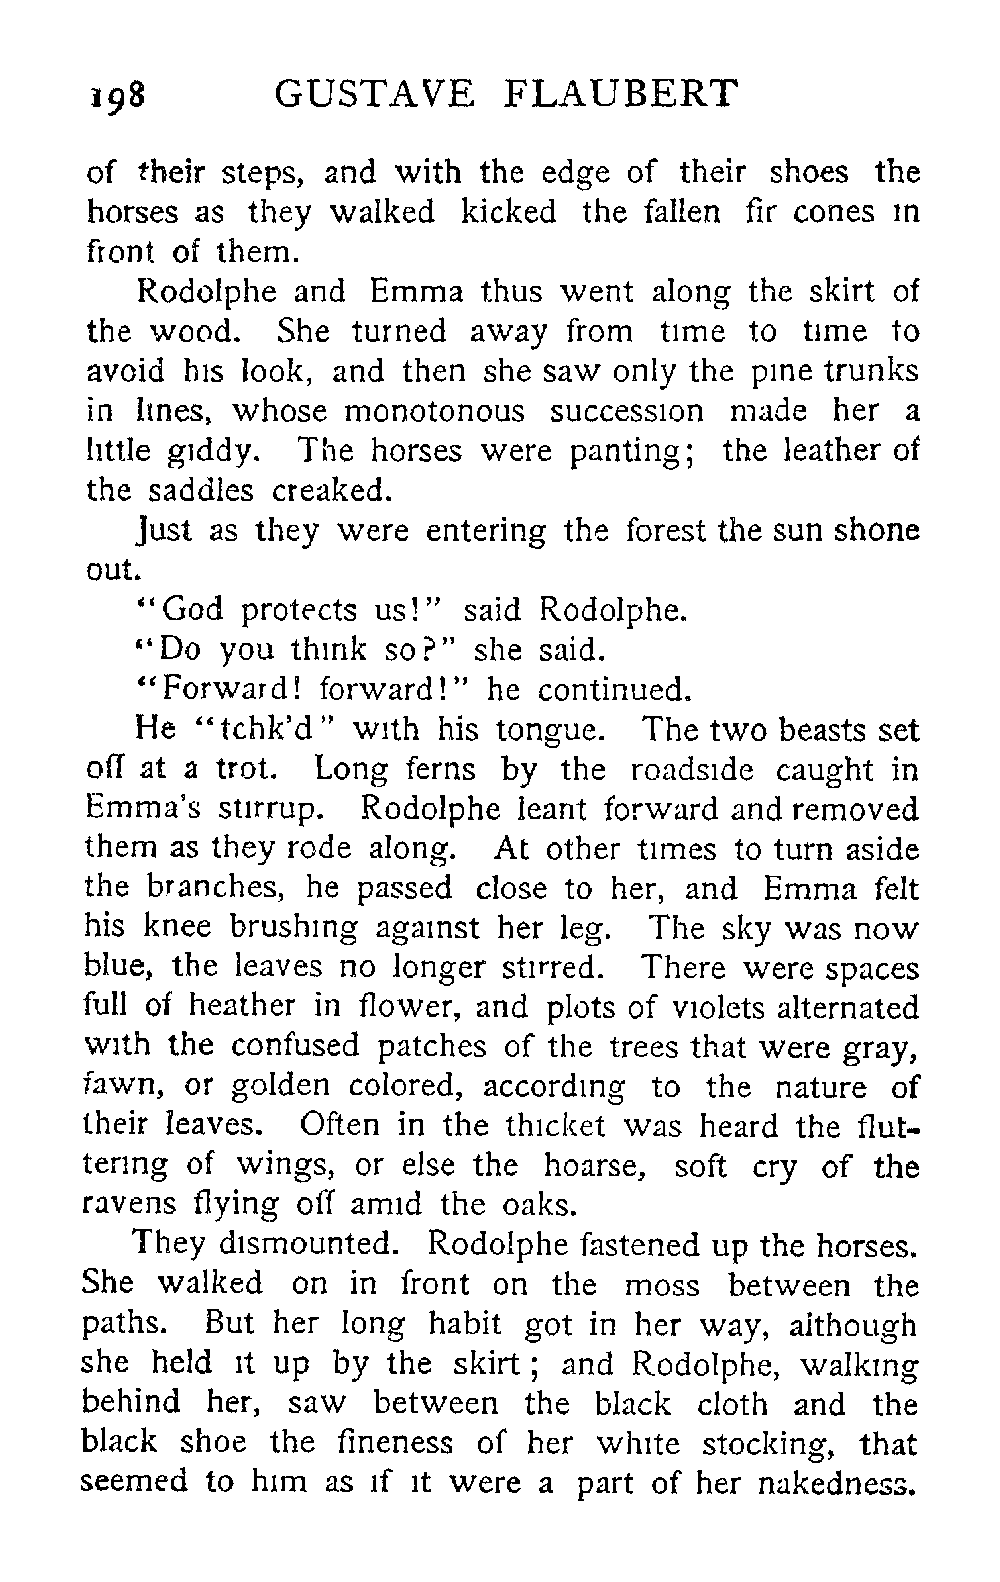 198 GUSTAVE FLAUBERT
of their steps, and with the edge of their shoes the
horses as they walked kicked the fallen fir cones in
front of them.
Rodolphe and Emma thus went along the skirt of
the wood. She turned away from time to time to
avoid his look, and then she saw only the pine trunks
in lines, whose monotonous succession made her a
little giddy. The horses were panting; the leather of
the saddles creaked.
Just as they were entering the forest the sun shone
out.
"God protects us!" said Rodolphe.
"Do you think so?" she said.
"Forward! forward!" he continued.
He "tchk'd" with his tongue. The two beasts set
off at a trot. Long ferns by the roadside caught in
Emma's stirrup. Rodolphe leant forward and removed
them as they rode along. At other times to turn aside
the branches, he passed close to her, and Emma felt
his knee brushing against her leg. The sky was now
blue, the leaves no longer stirred. There were spaces
full of heather in flower, and plots of violets alternated
with the confused patches of the trees that were gray,
fawn, or golden colored, according to the nature of
their leaves. Often in the thicket was heard the flut-
tering of wings, or else the hoarse, soft cry of the
ravens flying off amid the oaks.
They dismounted. Rodolphe fastened up the horses.
She walked on in front on the moss between the
paths. But her long habit got in her way, although
she held it up by the skirt; and Rodolphe, walking
behind her, saw between the black cloth and the
black shoe the fineness of her white stocking, that
seemed to him as if it were a part of her nakedness.